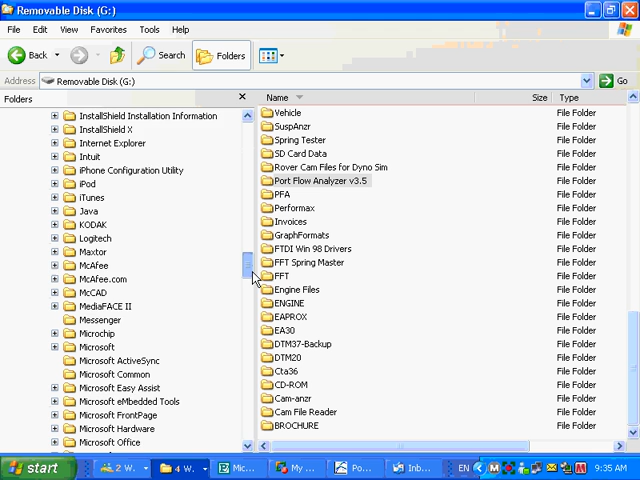 Removable Disk (G:)
File Edit View Favorites Tools Help
Back Search Folders
Address Removable Disk (G:) Go
Folders
Name Size Type
InstallShield Installation Information
InstallShield X
Internet Explorer
Intuit
iPhone Configuration Utility
iPod
iTunes
Java
KODAK
Logitech
Maxtor
McAfee
McAfee.com
McCAD
MediaFACE II
Messenger
Microchip
Microsoft
Microsoft ActiveSync
Microsoft Common
Microsoft Easy Assist
Microsoft eMbedded Tools
Microsoft FrontPage
Microsoft Hardware
Microsoft Office
Vehicle File Folder
SuspAnzr File Folder
Spring Tester File Folder
SD Card Data File Folder
Rover Cam Files for Dyno Sim File Folder
Port Flow Analyzer v3.5 File Folder
PFA File Folder
Performax File Folder
Invoices File Folder
GraphFormats File Folder
FTDI Win 98 Drivers File Folder
FFT Spring Master File Folder
FFT File Folder
Engine Files File Folder
ENGINE File Folder
EAPROX File Folder
EA30 File Folder
DTM37-Backup File Folder
DTM20 File Folder
Cta36 File Folder
CD-ROM File Folder
Cam-anzr File Folder
Cam File Reader File Folder
BROCHURE File Folder
start 2 W.. 4 W.. Mic... My ... Po... Inb... EN 9:35 AM